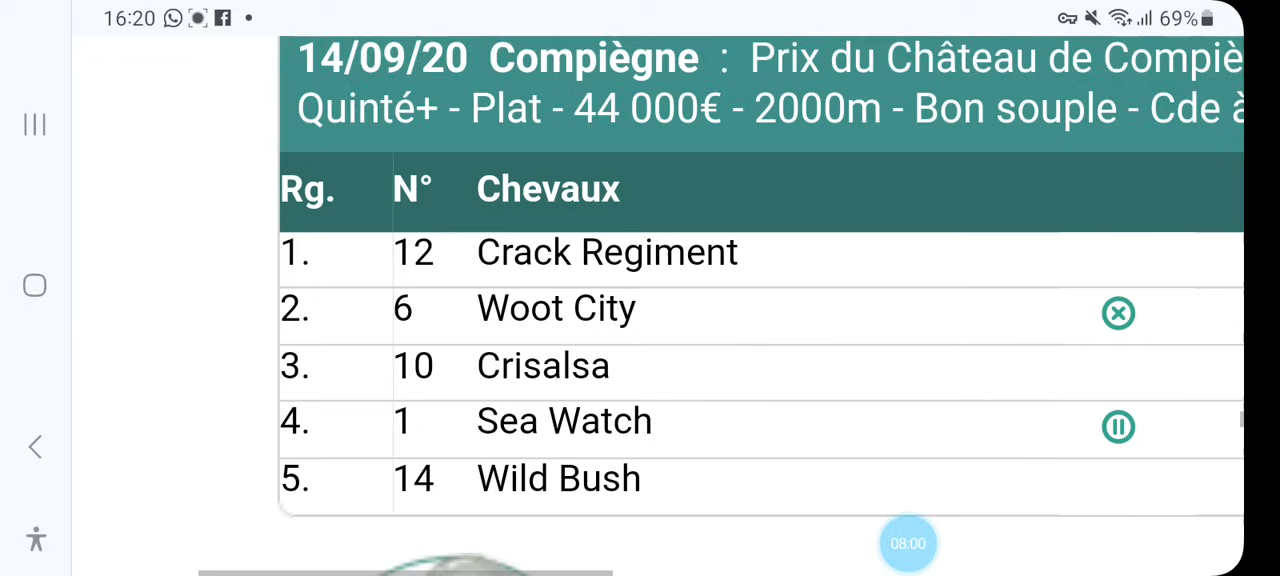 16:20 69%
14/09/20 Compiègne : Prix du Château de Compiè
Quinté+ - Plat - 44 000€ - 2000m - Bon souple - Cde à
Rg. N° Chevaux
1. 12 Crack Regiment
2. 6 Woot City
3. 10 Crisalsa
4. 1 Sea Watch
5. 14 Wild Bush
08:00